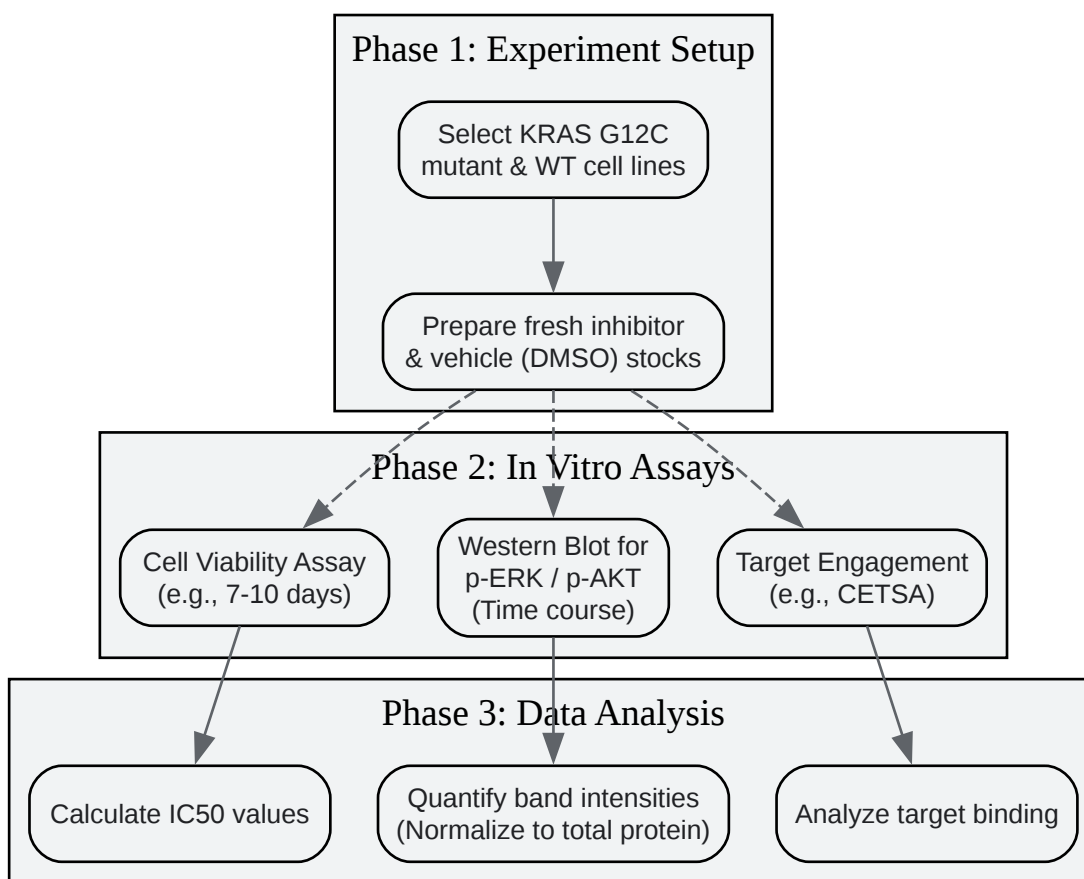 Phase 1: Experiment Setup
Select KRAS G12C
mutant & WT cell lines
Prepare fresh inhibitor
& vehicle (DMSO) stocks
Phase 2: In Vitro Assays
Cell Viability Assay
(e.g., 7-10 days)
Western Blot for
p-ERK / p-AKT
(Time course)
Target Engagement
(e.g., CETSA)
Phase 3: Data Analysis
Calculate IC50 values
Quantify band intensities
(Normalize to total protein)
Analyze target binding